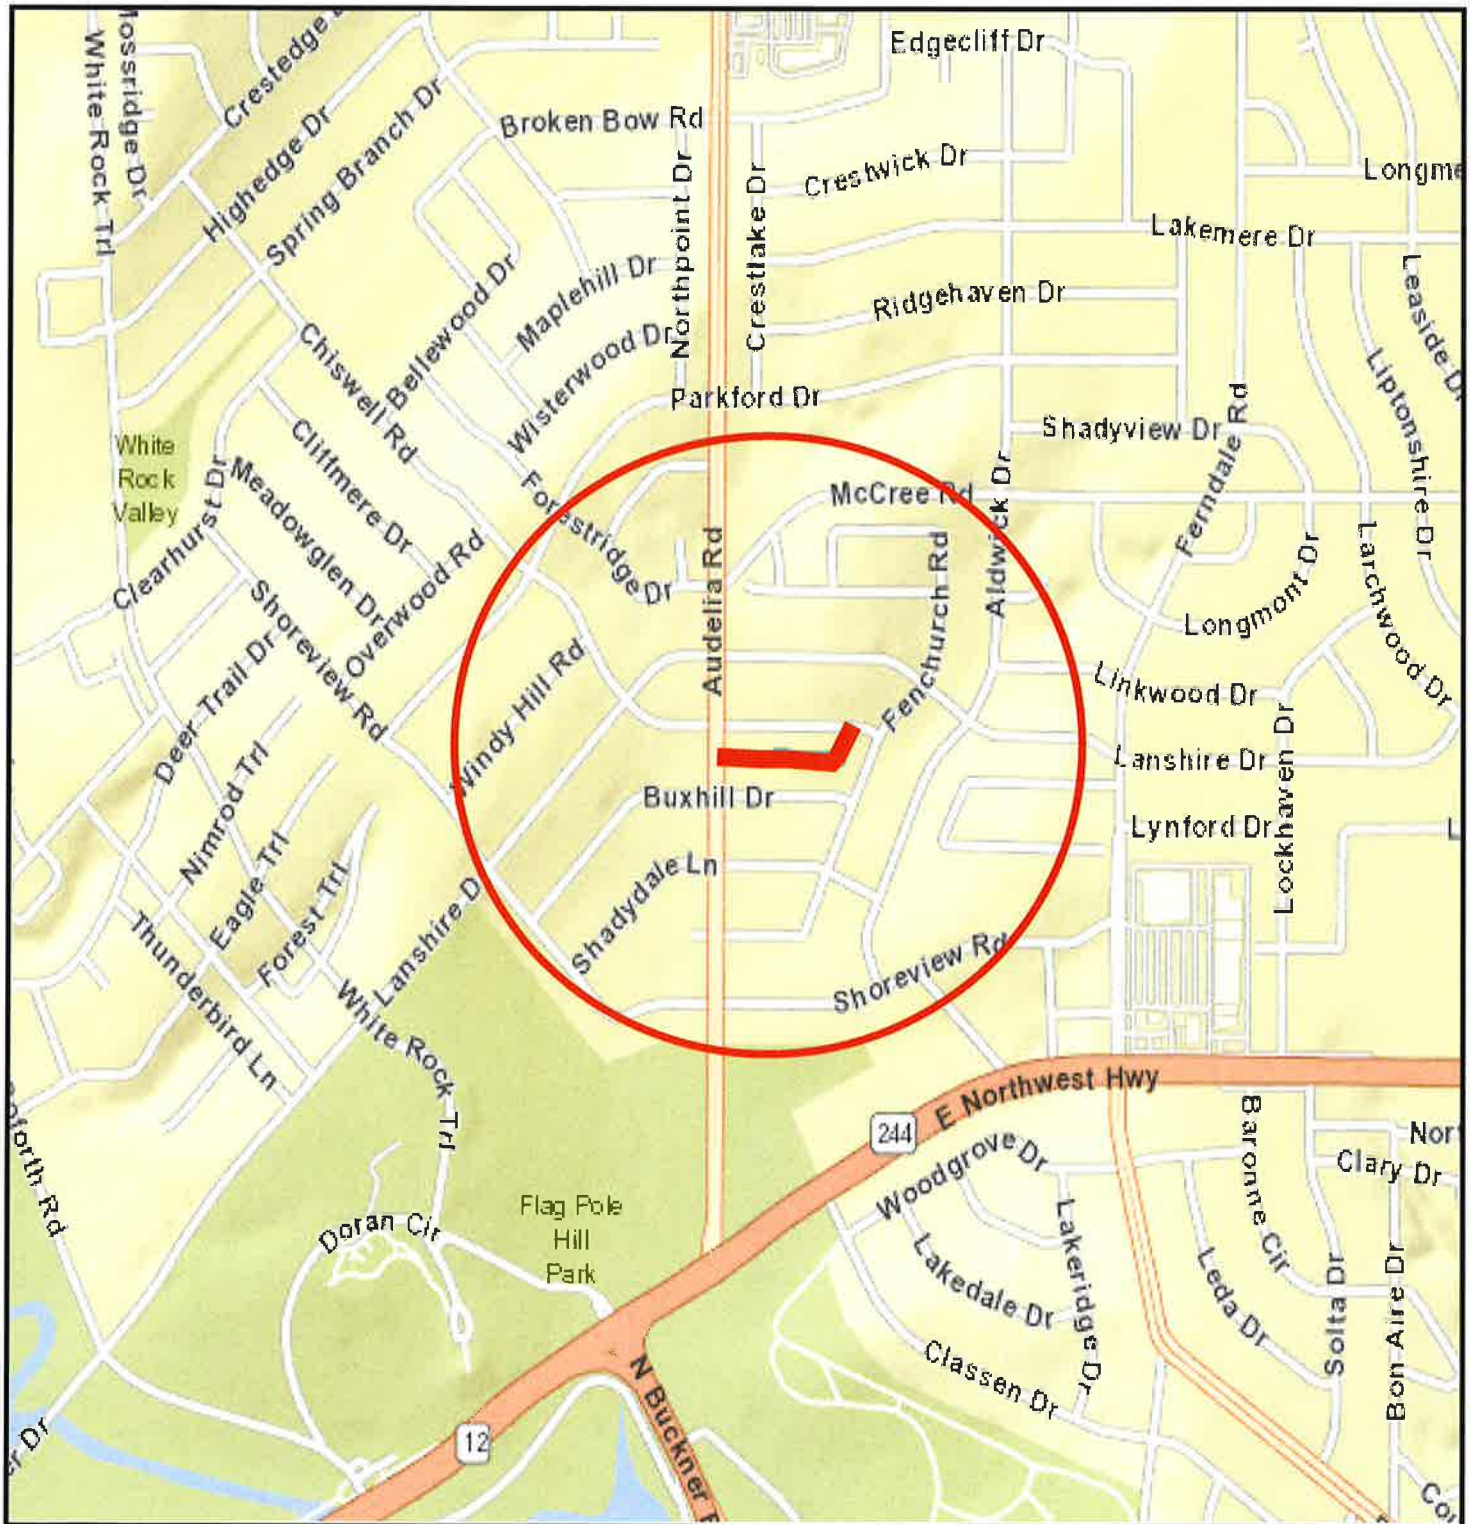 Mossridge Dr
White Rock Trl
Crestedge
Highedge Dr
Spring Branch Dr
Broken Bow Rd
Edgecliff Dr
Northpoint Dr
Crestlake Dr
Crestwick Dr
Longme
Lakemere Dr
Bellewood Dr
Maplehill Dr
Ridgehaven Dr
Leaside Dr
Chiswell Rd
Wisterwood Dr
Parkford Dr
Liptonshire Dr
White
Rock
Valley
Cliffmere Dr
Shadyview Dr
Ferndale Rd
Clearhurst Dr
Meadowglen Dr
Forestridge Dr
McCree Rd
Aldwick Dr
Overwood Rd
Audelia Rd
Fenchurch Rd
Longmont Dr
Larchwood Dr
Shoreview Rd
Deer Trail Dr
Windy Hill Rd
Linkwood Dr
Lanshire Dr
Lockhaven Dr
Nimrod Trl
Buxhill Dr
Lynford Dr
L
Eagle Trl
Forest Trl
Shadydale Ln
Thunderbird Ln
Lanshire D
Shoreview Rd
White Rock Trl
E Northwest Hwy
244
Baronne Cir
Nor
Clary Dr
Woodgrove Dr
oforth Rd
Doran Cir
Flag Pole
Hill
Park
Lakedale Dr
Lakeridge Dr
Leda Dr
Solta Dr
Bon Aire Dr
Classen Dr
N Buckner
12
er Dr
Co